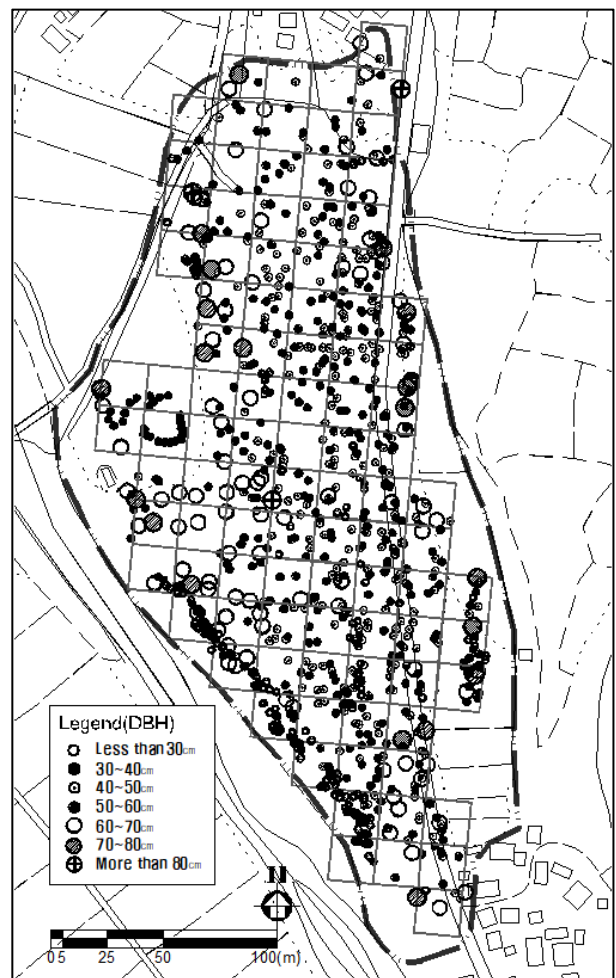 Legend(DBH)
Less than 30cm
30~40cm
40~50cm
50~60cm
60~70cm
70~80cm
More than 80cm
N
0 5 25 50 100(m)